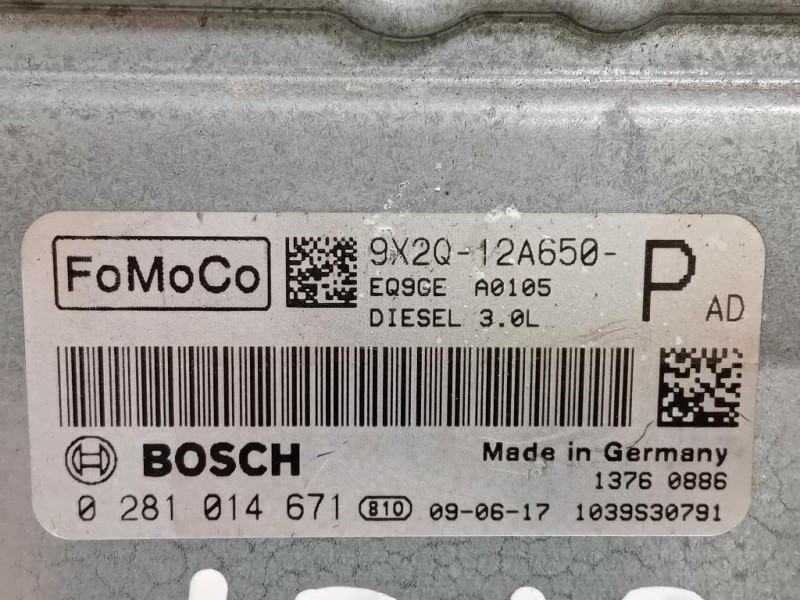 FoMoCo
9X2Q-12A650-
P AD
EQ9GE A0105
DIESEL 3.0L
BOSCH
Made in Germany
1376 0886
0 281 014 671 810 09-06-17 1039S30791